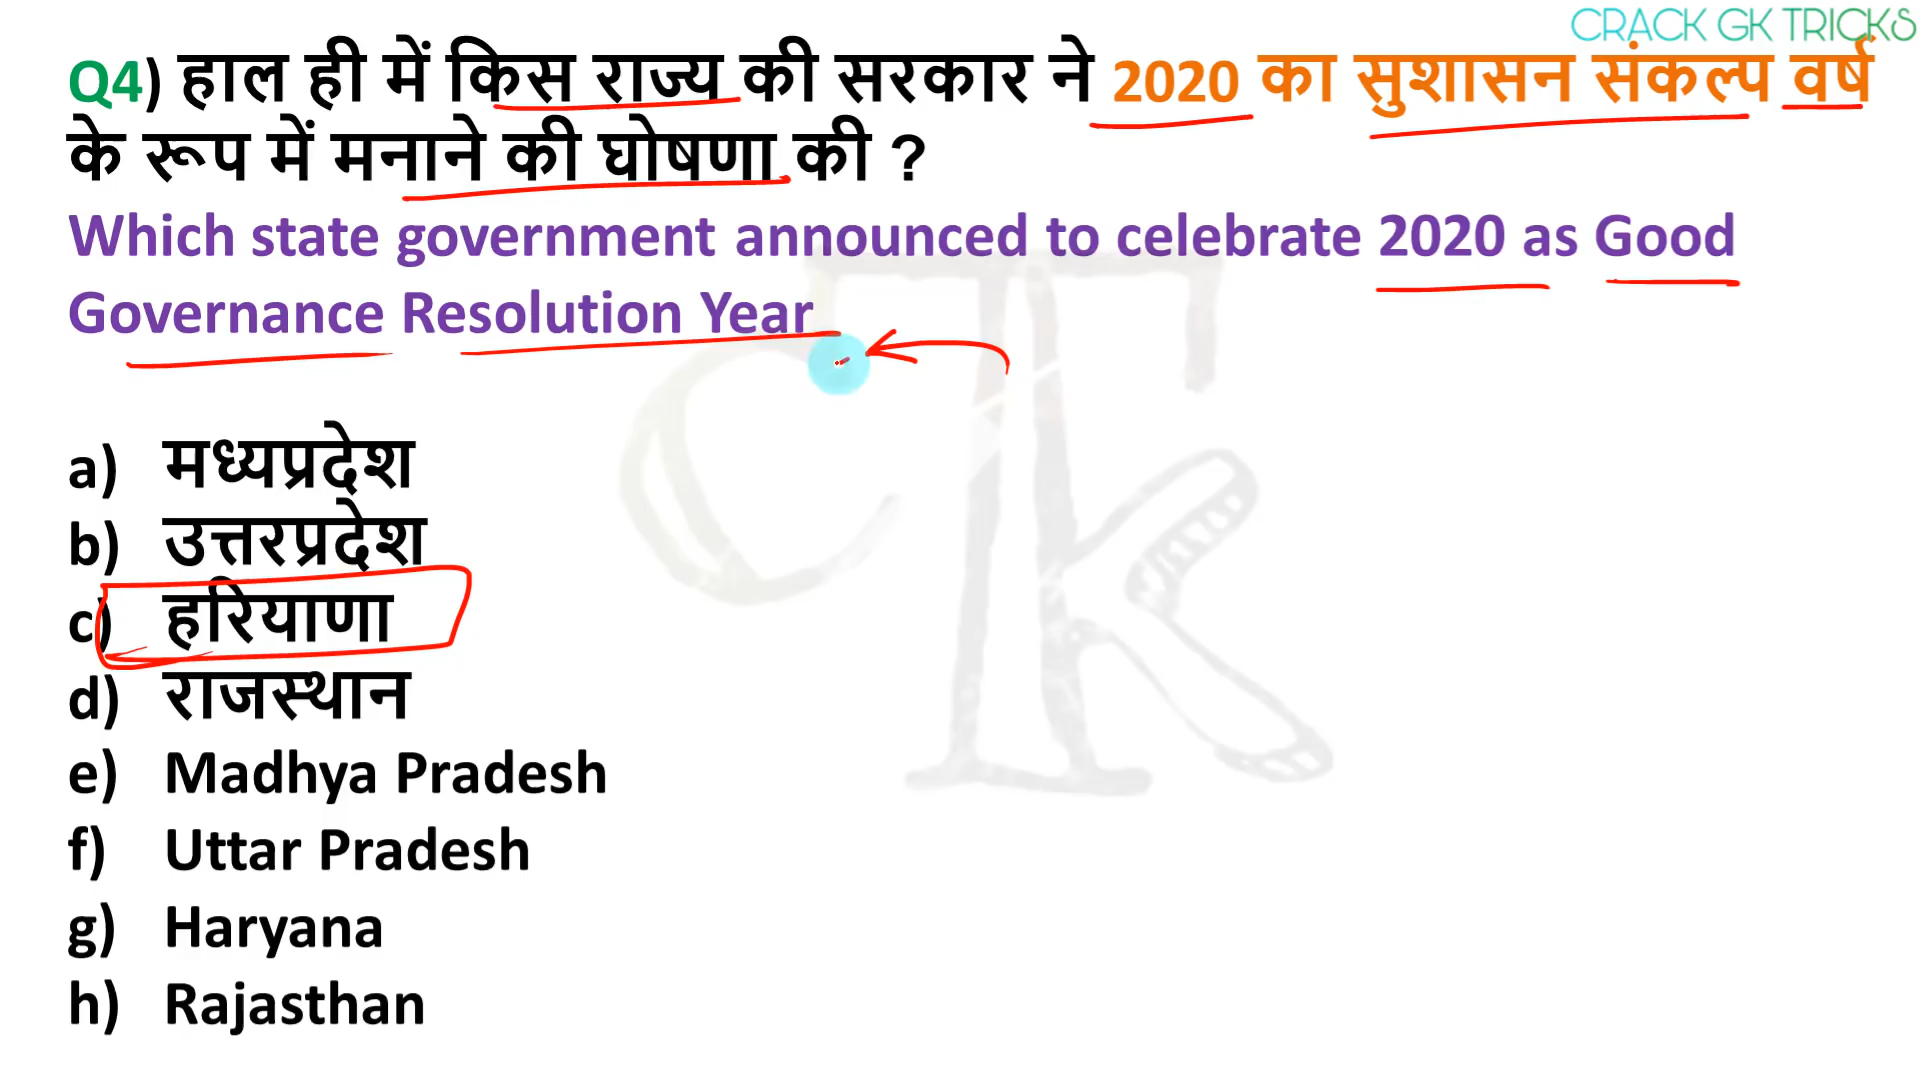 CRACK GK TRICKS
Q4) हाल ही में किस राज्य की सरकार ने 2020 का सुशासन संकल्प वर्ष
के रूप में मनाने की घोषणा की ?
Which state government announced to celebrate 2020 as Good
Governance Resolution Year
a) मध्यप्रदेश
b) उत्तरप्रदेश
c) हरियाणा
d) राजस्थान
e) Madhya Pradesh
f) Uttar Pradesh
g) Haryana
h) Rajasthan